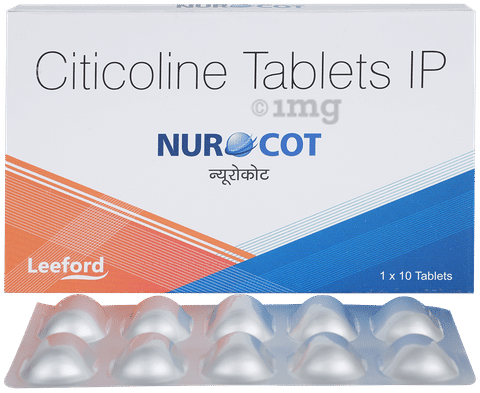 Citicoline Tablets IP
© 1mg
NUROCOT
न्यूरोकोट
Leeford
1 x 10 Tablets